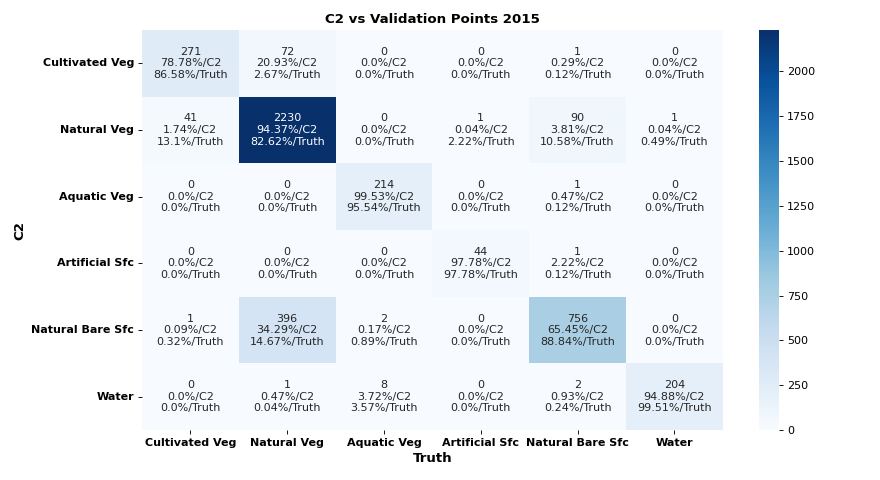 C2 vs Validation Points 2015
Cultivated Veg
271 72 0 0 1 0
78.78%/C2 20.93%/C2 0.0%/C2 0.0%/C2 0.29%/C2 0.0%/C2
86.58%/Truth 2.67%/Truth 0.0%/Truth 0.0%/Truth 0.12%/Truth 0.0%/Truth
Natural Veg
41 2230 0 1 90 1
1.74%/C2 94.37%/C2 0.0%/C2 0.04%/C2 3.81%/C2 0.04%/C2
13.1%/Truth 82.62%/Truth 0.0%/Truth 2.22%/Truth 10.58%/Truth 0.49%/Truth
Aquatic Veg
0 0 214 0 1 0
0.0%/C2 0.0%/C2 99.53%/C2 0.0%/C2 0.47%/C2 0.0%/C2
0.0%/Truth 0.0%/Truth 95.54%/Truth 0.0%/Truth 0.12%/Truth 0.0%/Truth
Artificial Sfc
0 0 0 44 1 0
0.0%/C2 0.0%/C2 0.0%/C2 97.78%/C2 2.22%/C2 0.0%/C2
0.0%/Truth 0.0%/Truth 0.0%/Truth 97.78%/Truth 0.12%/Truth 0.0%/Truth
Natural Bare Sfc
1 396 2 0 756 0
0.09%/C2 34.29%/C2 0.17%/C2 0.0%/C2 65.45%/C2 0.0%/C2
0.32%/Truth 14.67%/Truth 0.89%/Truth 0.0%/Truth 88.84%/Truth 0.0%/Truth
Water
0 1 8 0 2 204
0.0%/C2 0.47%/C2 3.72%/C2 0.0%/C2 0.93%/C2 94.88%/C2
0.0%/Truth 0.04%/Truth 3.57%/Truth 0.0%/Truth 0.24%/Truth 99.51%/Truth
C2
Cultivated Veg Natural Veg Aquatic Veg Artificial Sfc Natural Bare Sfc Water
Truth
2000
1750
1500
1250
1000
750
500
250
0